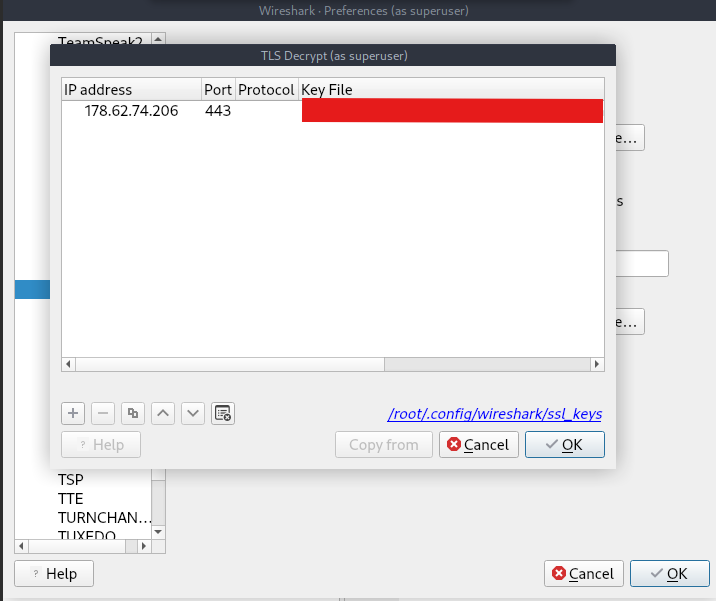 Wireshark · Preferences (as superuser)
TeamSpeak2
TLS Decrypt (as superuser)
IP address Port Protocol Key File
178.62.74.206 443
e...
s
e...
/root/.config/wireshark/ssl_keys
? Help Copy from Cancel OK
TSP
TTE
TURNCHAN...
TUXEDO
? Help Cancel OK